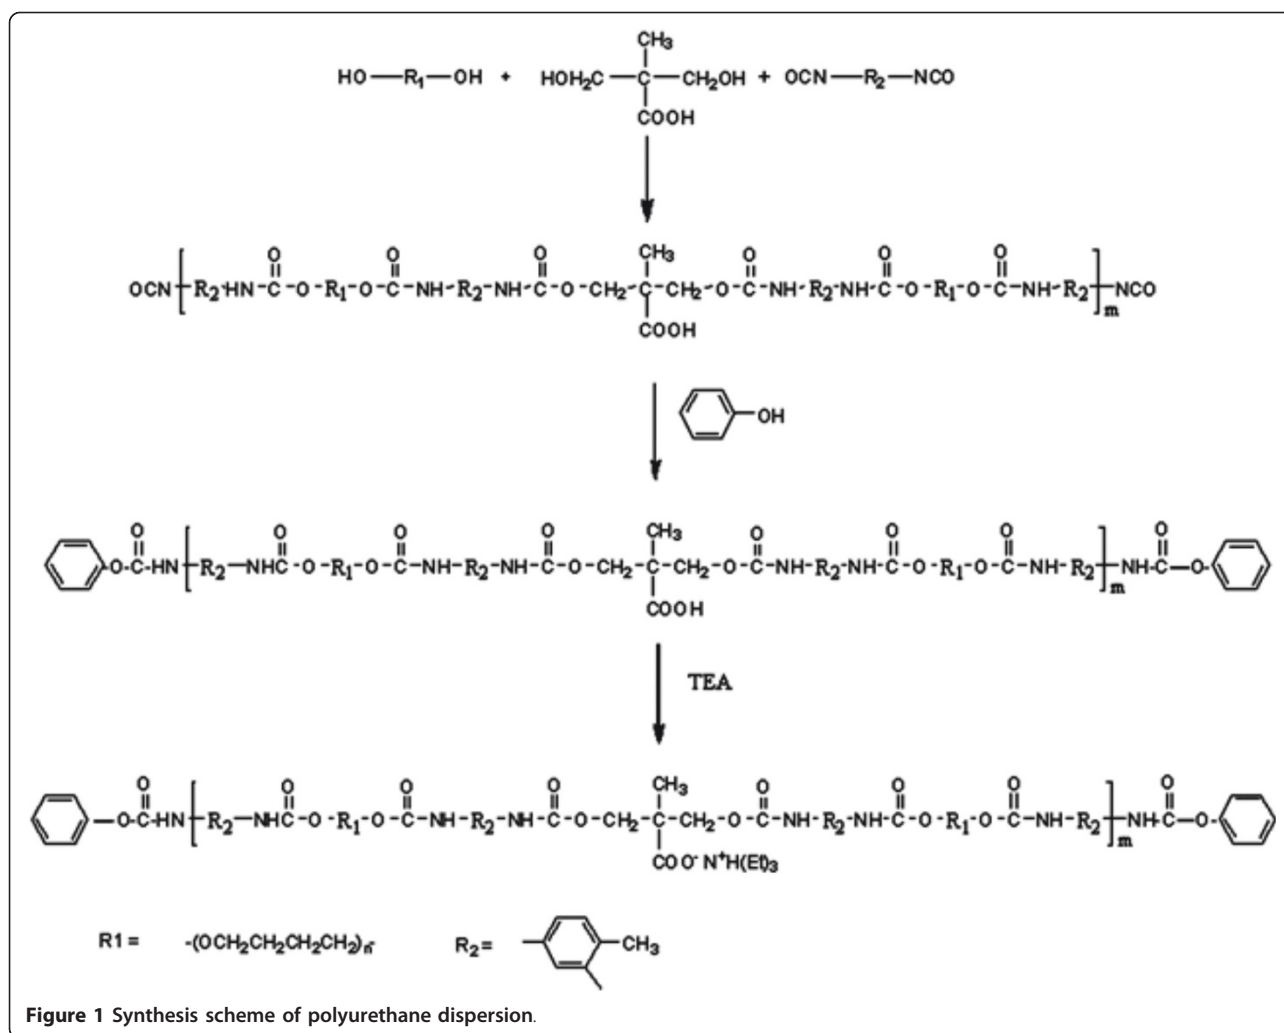 CH₃
HO—R₁—OH + HOH₂C—C—CH₂OH + OCN—R₂—NCO
COOH
O O O CH₃ O O O
OCN[R₂-HN-C-O-R₁-O-C-NH-R₂-NH-C-O-CH₂-C-CH₂-O-C-NH-R₂-NH-C-O-R₁-O-C-NH-R₂]m-NCO
COOH
OH
O O O O CH₃ O O O O
O-C-HN[R₂-NHC-O-R₁-O-C-NH-R₂-NH-C-O-CH₂-C-CH₂-O-C-NH-R₂-NH-C-O-R₁-O-C-NH-R₂]m-NH-C-O
COOH
TEA
O O O O CH₃ O O O O
O-C-HN[R₂-NHC-O-R₁-O-C-NH-R₂-NH-C-O-CH₂-C-CH₂-O-C-NH-R₂-NH-C-O-R₁-O-C-NH-R₂]m-NH-C-O
COO⁻ N⁺H(Et)₃
R1 = -(OCH₂CH₂CH₂CH₂)n- R₂ = CH₃
Figure 1 Synthesis scheme of polyurethane dispersion.